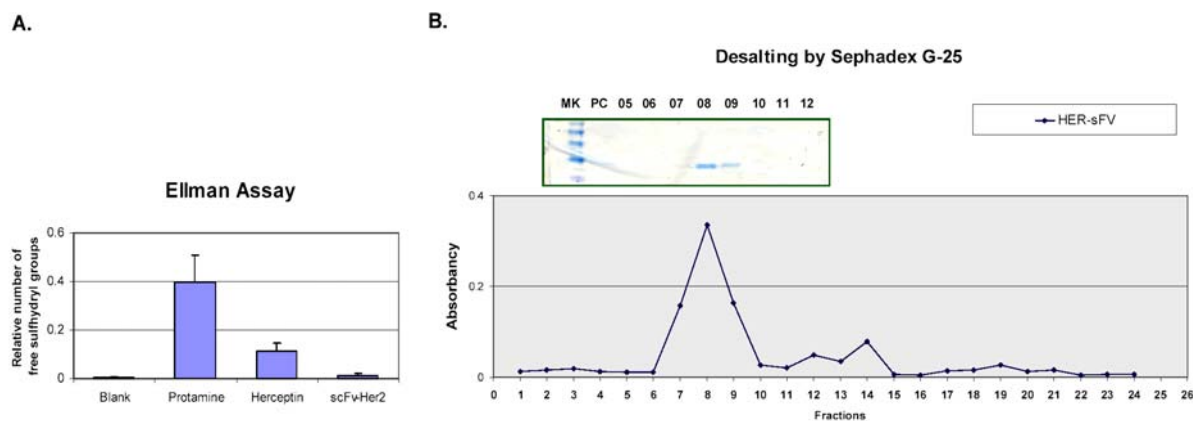 A.
Ellman Assay
Relative number of
free sulfhydryl groups
0.6
0.4
0.2
0
Blank Protamine Herceptin scFv-Her2
B.
Desalting by Sephadex G-25
MK PC 05 06 07 08 09 10 11 12
HER-sFV
Absorbancy
0.4
0.2
0
0 1 2 3 4 5 6 7 8 9 10 11 12 13 14 15 16 17 18 19 20 21 22 23 24 25 26
Fractions